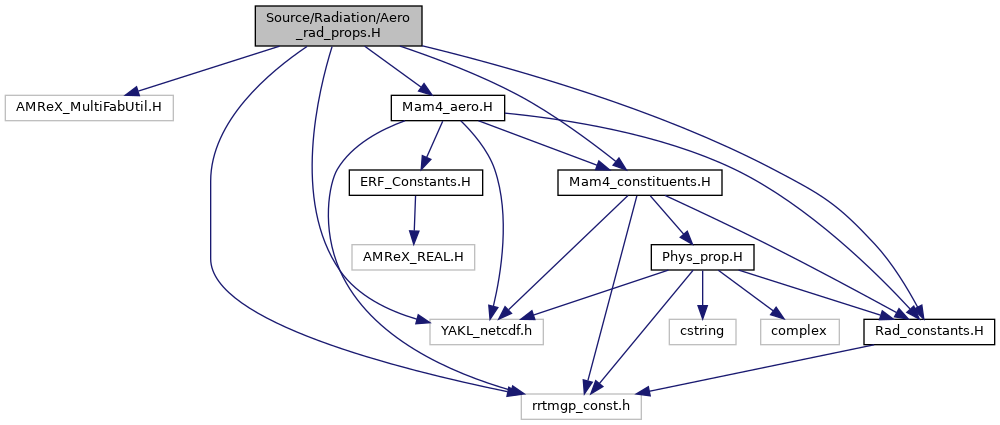 Source/Radiation/Aero
_rad_props.H
AMReX_MultiFabUtil.H
Mam4_aero.H
ERF_Constants.H
Mam4_constituents.H
AMReX_REAL.H
Phys_prop.H
YAKL_netcdf.h
cstring
complex
Rad_constants.H
rrtmgp_const.h